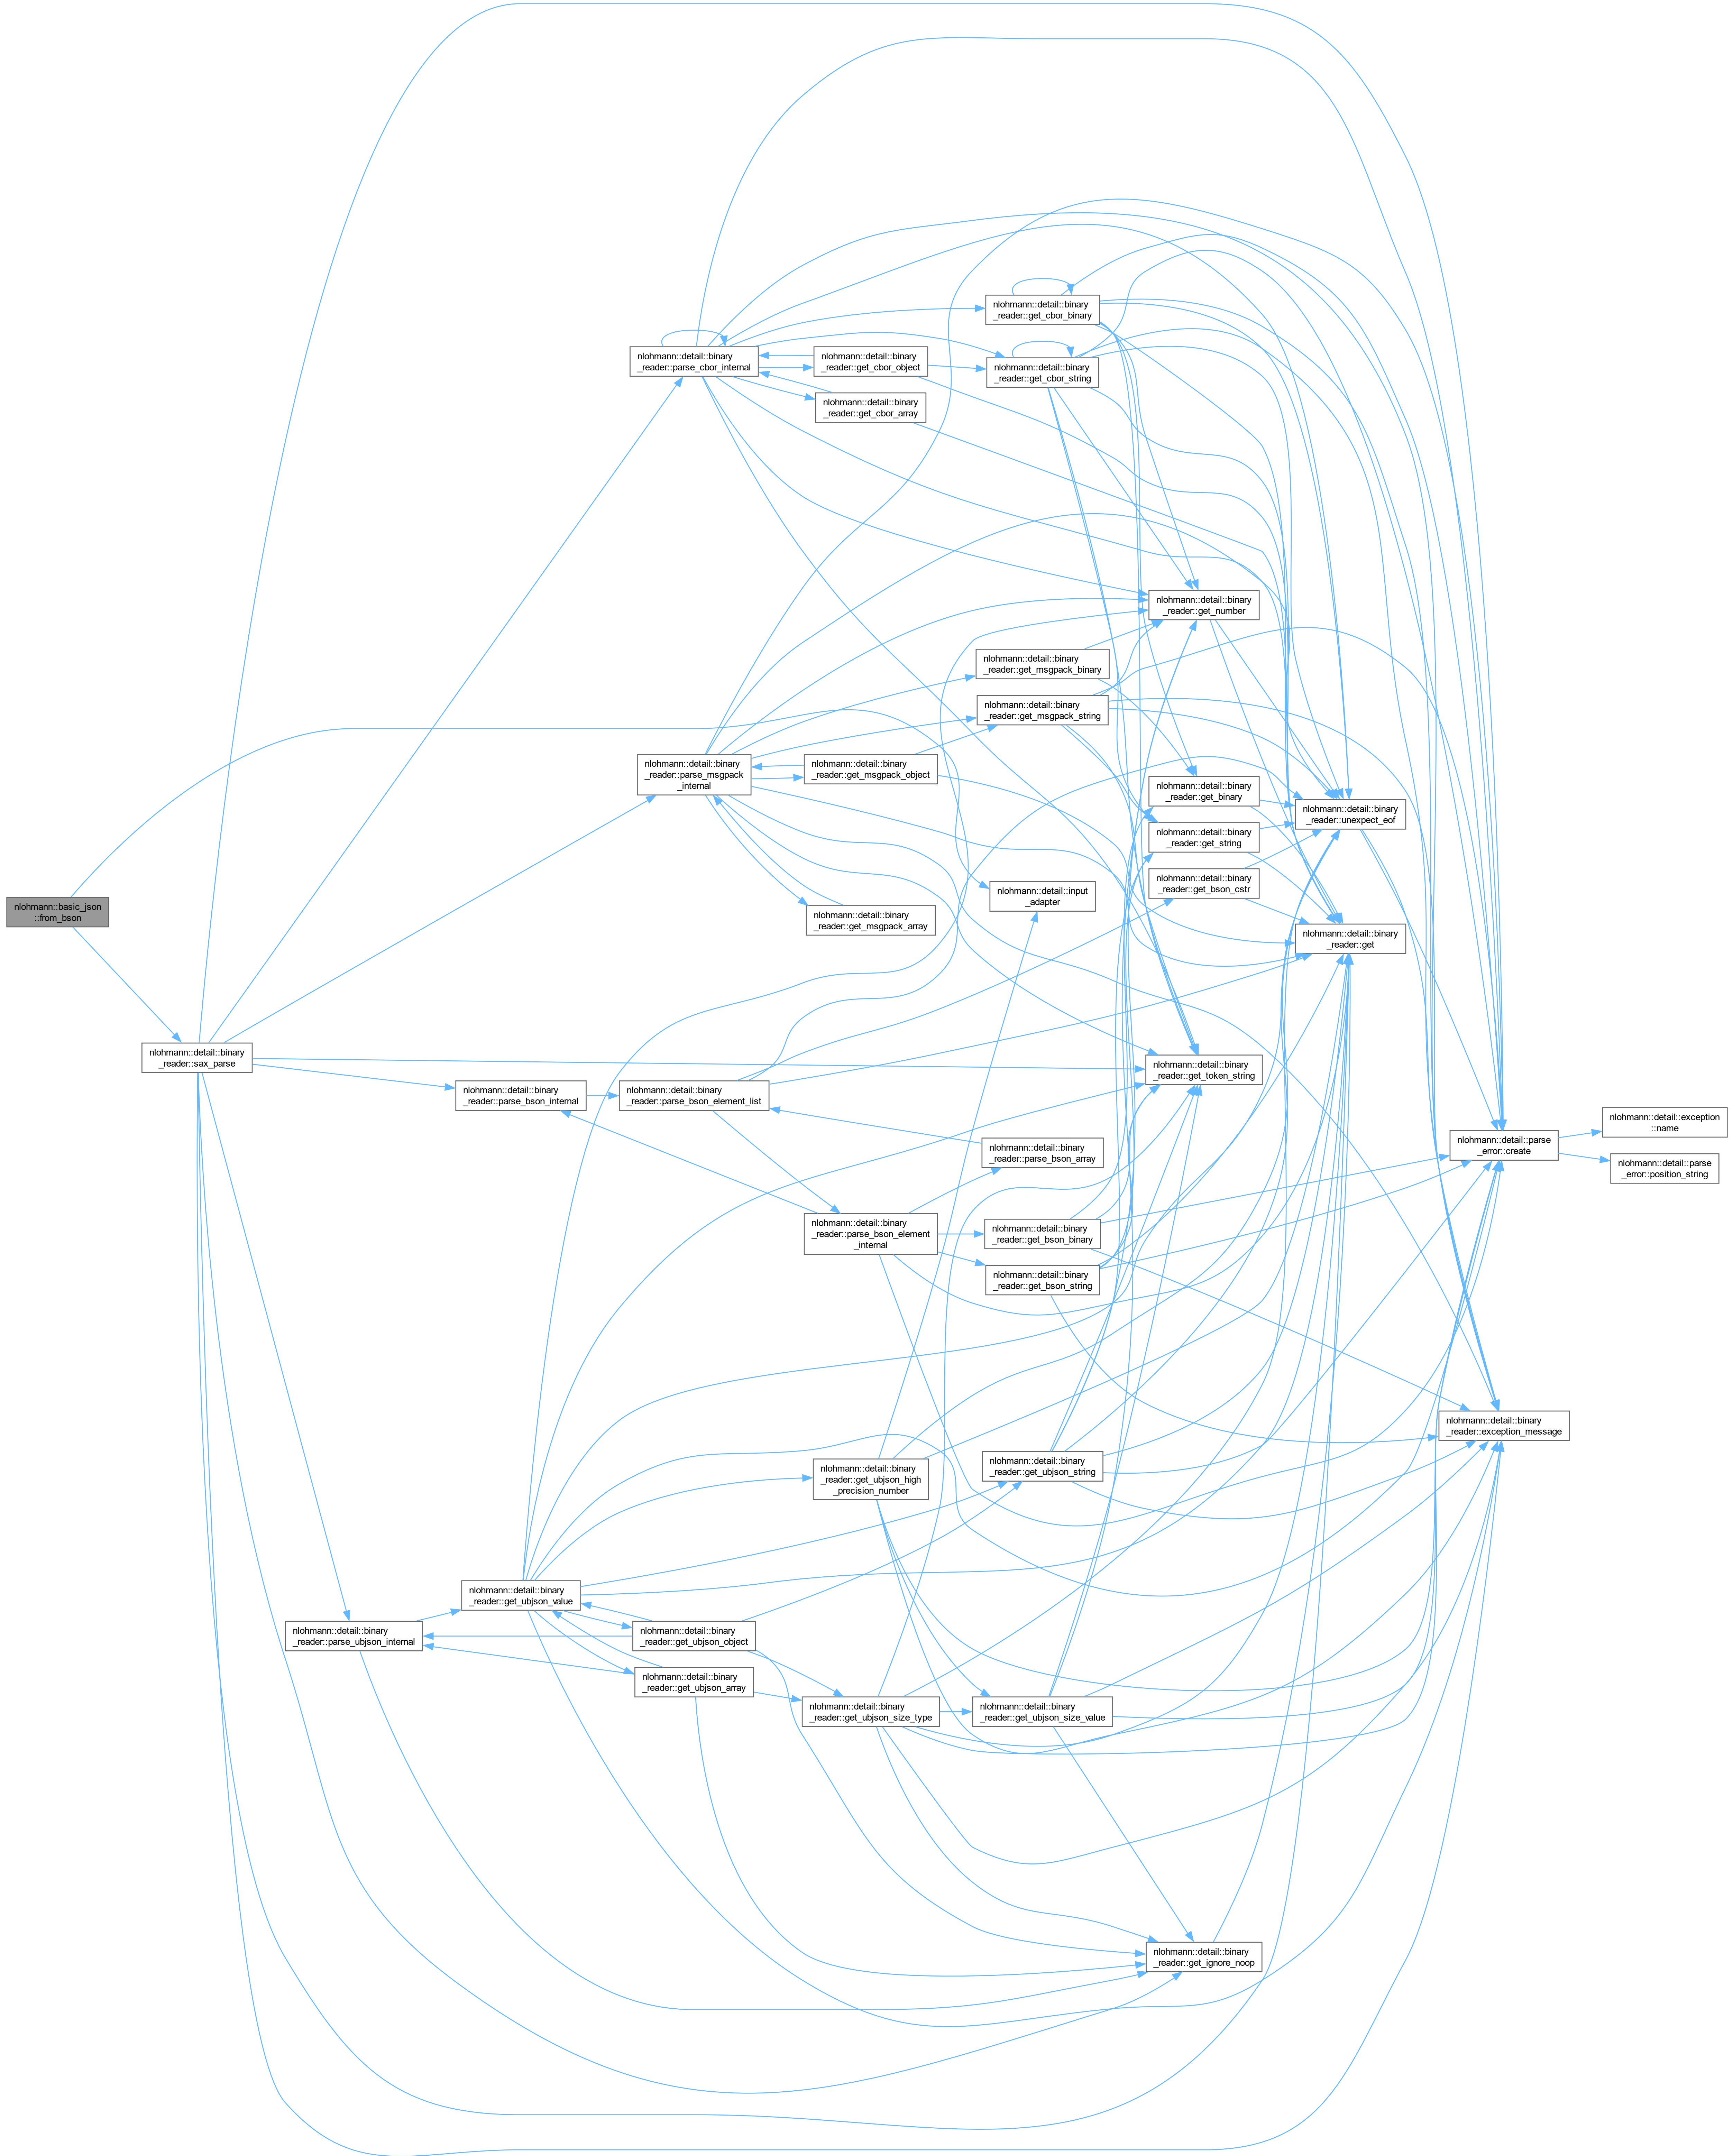 nlohmann::detail::binary
_reader::get_cbor_binary
nlohmann::detail::binary
_reader::parse_cbor_internal
nlohmann::detail::binary
_reader::get_cbor_object
nlohmann::detail::binary
_reader::get_cbor_string
nlohmann::detail::binary
_reader::get_cbor_array
nlohmann::detail::binary
_reader::get_number
nlohmann::detail::binary
_reader::get_msgpack_binary
nlohmann::detail::binary
_reader::get_msgpack_string
nlohmann::detail::binary
_reader::parse_msgpack
_internal
nlohmann::detail::binary
_reader::get_msgpack_object
nlohmann::detail::binary
_reader::get_binary
nlohmann::detail::binary
_reader::unexpect_eof
nlohmann::detail::binary
_reader::get_string
nlohmann::detail::binary
_reader::get_bson_cstr
nlohmann::detail::input
_adapter
nlohmann::basic_json
::from_bson
nlohmann::detail::binary
_reader::get_msgpack_array
nlohmann::detail::binary
_reader::get
nlohmann::detail::binary
_reader::sax_parse
nlohmann::detail::binary
_reader::get_token_string
nlohmann::detail::binary
_reader::parse_bson_internal
nlohmann::detail::binary
_reader::parse_bson_element_list
nlohmann::detail::exception
::name
nlohmann::detail::parse
_error::create
nlohmann::detail::binary
_reader::parse_bson_array
nlohmann::detail::parse
_error::position_string
nlohmann::detail::binary
_reader::parse_bson_element
_internal
nlohmann::detail::binary
_reader::get_bson_binary
nlohmann::detail::binary
_reader::get_bson_string
nlohmann::detail::binary
_reader::exception_message
nlohmann::detail::binary
_reader::get_ubjson_string
nlohmann::detail::binary
_reader::get_ubjson_high
_precision_number
nlohmann::detail::binary
_reader::get_ubjson_value
nlohmann::detail::binary
_reader::parse_ubjson_internal
nlohmann::detail::binary
_reader::get_ubjson_object
nlohmann::detail::binary
_reader::get_ubjson_array
nlohmann::detail::binary
_reader::get_ubjson_size_type
nlohmann::detail::binary
_reader::get_ubjson_size_value
nlohmann::detail::binary
_reader::get_ignore_noop